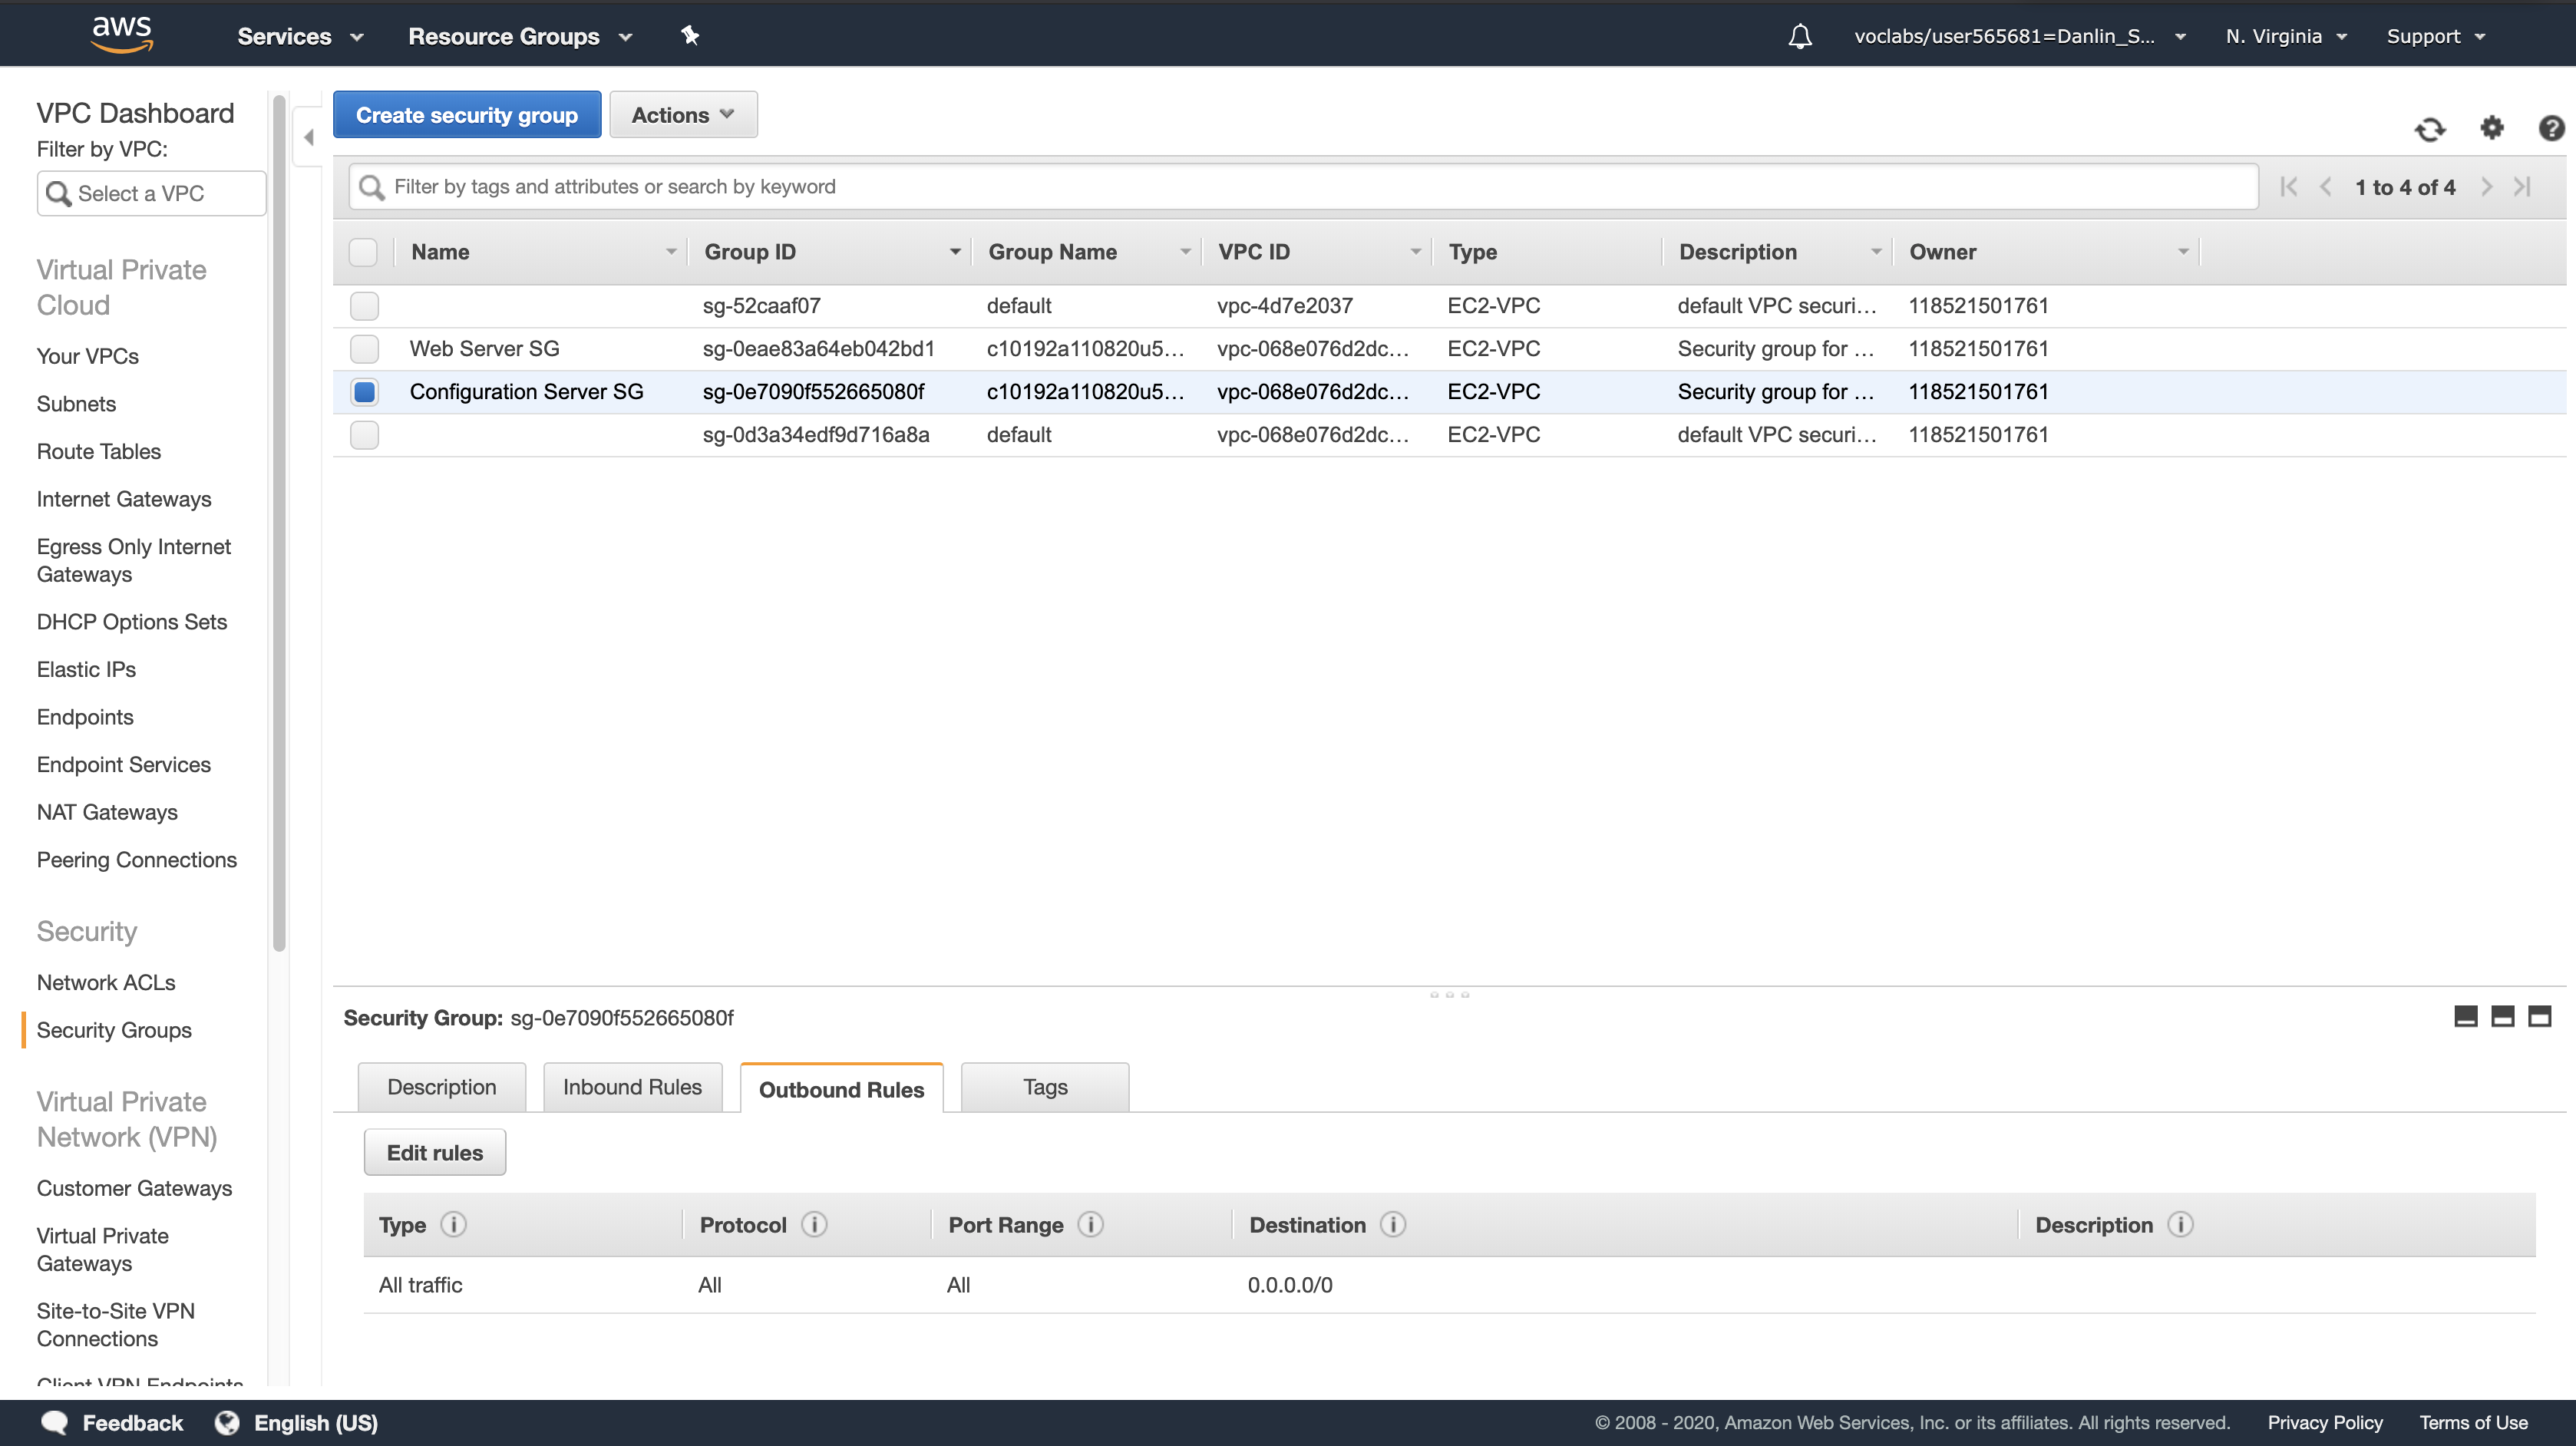 aws Services Resource Groups voclabs/user565681=Danlin_S... N. Virginia Support
VPC Dashboard
Filter by VPC:
Select a VPC
Virtual Private
Cloud
Your VPCs
Subnets
Route Tables
Internet Gateways
Egress Only Internet
Gateways
DHCP Options Sets
Elastic IPs
Endpoints
Endpoint Services
NAT Gateways
Peering Connections
Security
Network ACLs
Security Groups
Virtual Private
Network (VPN)
Customer Gateways
Virtual Private
Gateways
Site-to-Site VPN
Connections
Client VPN Endpoints
Create security group Actions
Filter by tags and attributes or search by keyword 1 to 4 of 4
Name Group ID Group Name VPC ID Type Description Owner
sg-52caaf07 default vpc-4d7e2037 EC2-VPC default VPC securi... 118521501761
Web Server SG sg-0eae83a64eb042bd1 c10192a110820u5... vpc-068e076d2dc... EC2-VPC Security group for ... 118521501761
Configuration Server SG sg-0e7090f552665080f c10192a110820u5... vpc-068e076d2dc... EC2-VPC Security group for ... 118521501761
sg-0d3a34edf9d716a8a default vpc-068e076d2dc... EC2-VPC default VPC securi... 118521501761
Security Group: sg-0e7090f552665080f
Description Inbound Rules Outbound Rules Tags
Edit rules
Type Protocol Port Range Destination Description
All traffic All All 0.0.0.0/0
Feedback English (US) © 2008 - 2020, Amazon Web Services, Inc. or its affiliates. All rights reserved. Privacy Policy Terms of Use